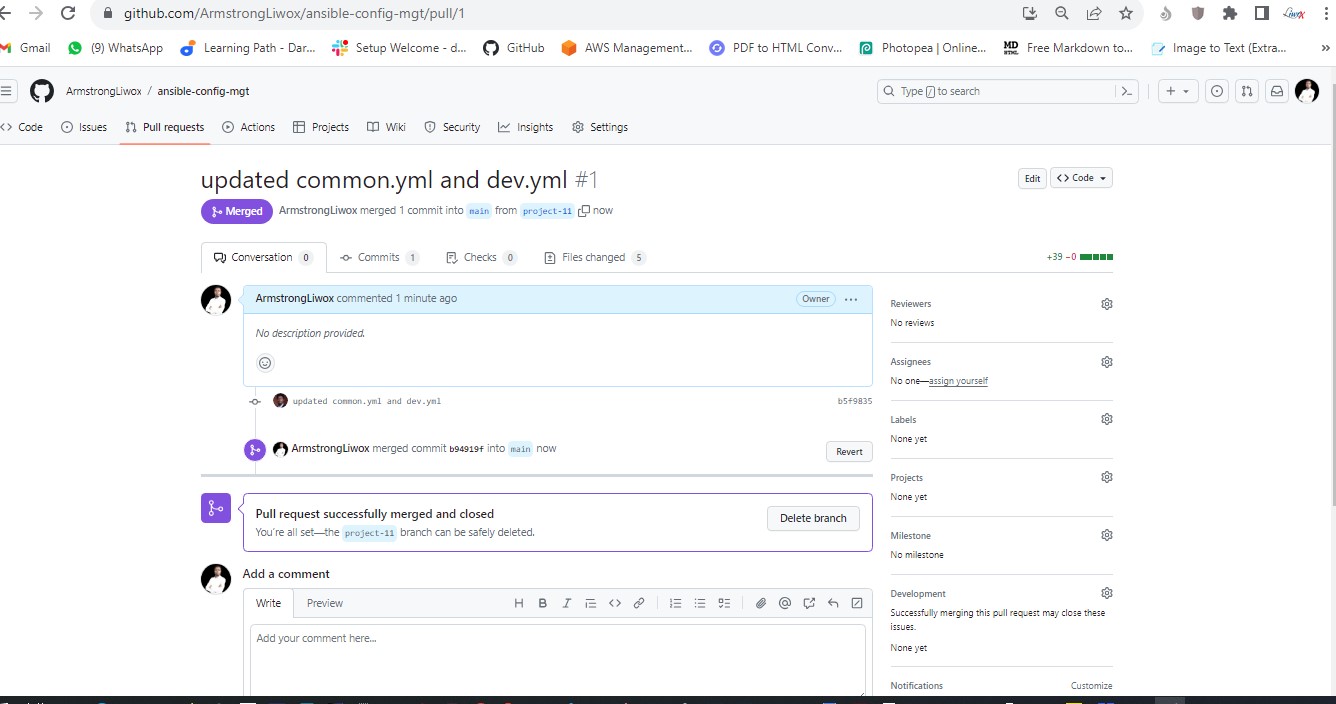 github.com/ArmstrongLiwox/ansible-config-mgt/pull/1
Gmail (9) WhatsApp Learning Path - Dar... Setup Welcome - d... GitHub AWS Management... PDF to HTML Conv... Photopea | Online... Free Markdown to... Image to Text (Extra... »
ArmstrongLiwox / ansible-config-mgt Type / to search
Code Issues Pull requests Actions Projects Wiki Security Insights Settings
updated common.yml and dev.yml #1
Edit <> Code
Merged ArmstrongLiwox merged 1 commit into main from project-11 now
Conversation 0 Commits 1 Checks 0 Files changed 5 +39 −0
ArmstrongLiwox commented 1 minute ago Owner ...
No description provided.
updated common.yml and dev.yml b5f9835
ArmstrongLiwox merged commit b94919f into main now Revert
Pull request successfully merged and closed
You're all set—the project-11 branch can be safely deleted.
Delete branch
Add a comment
Write Preview H B I
Add your comment here...
Reviewers
No reviews
Assignees
No one—assign yourself
Labels
None yet
Projects
None yet
Milestone
No milestone
Development
Successfully merging this pull request may close these
issues.
None yet
Notifications Customize